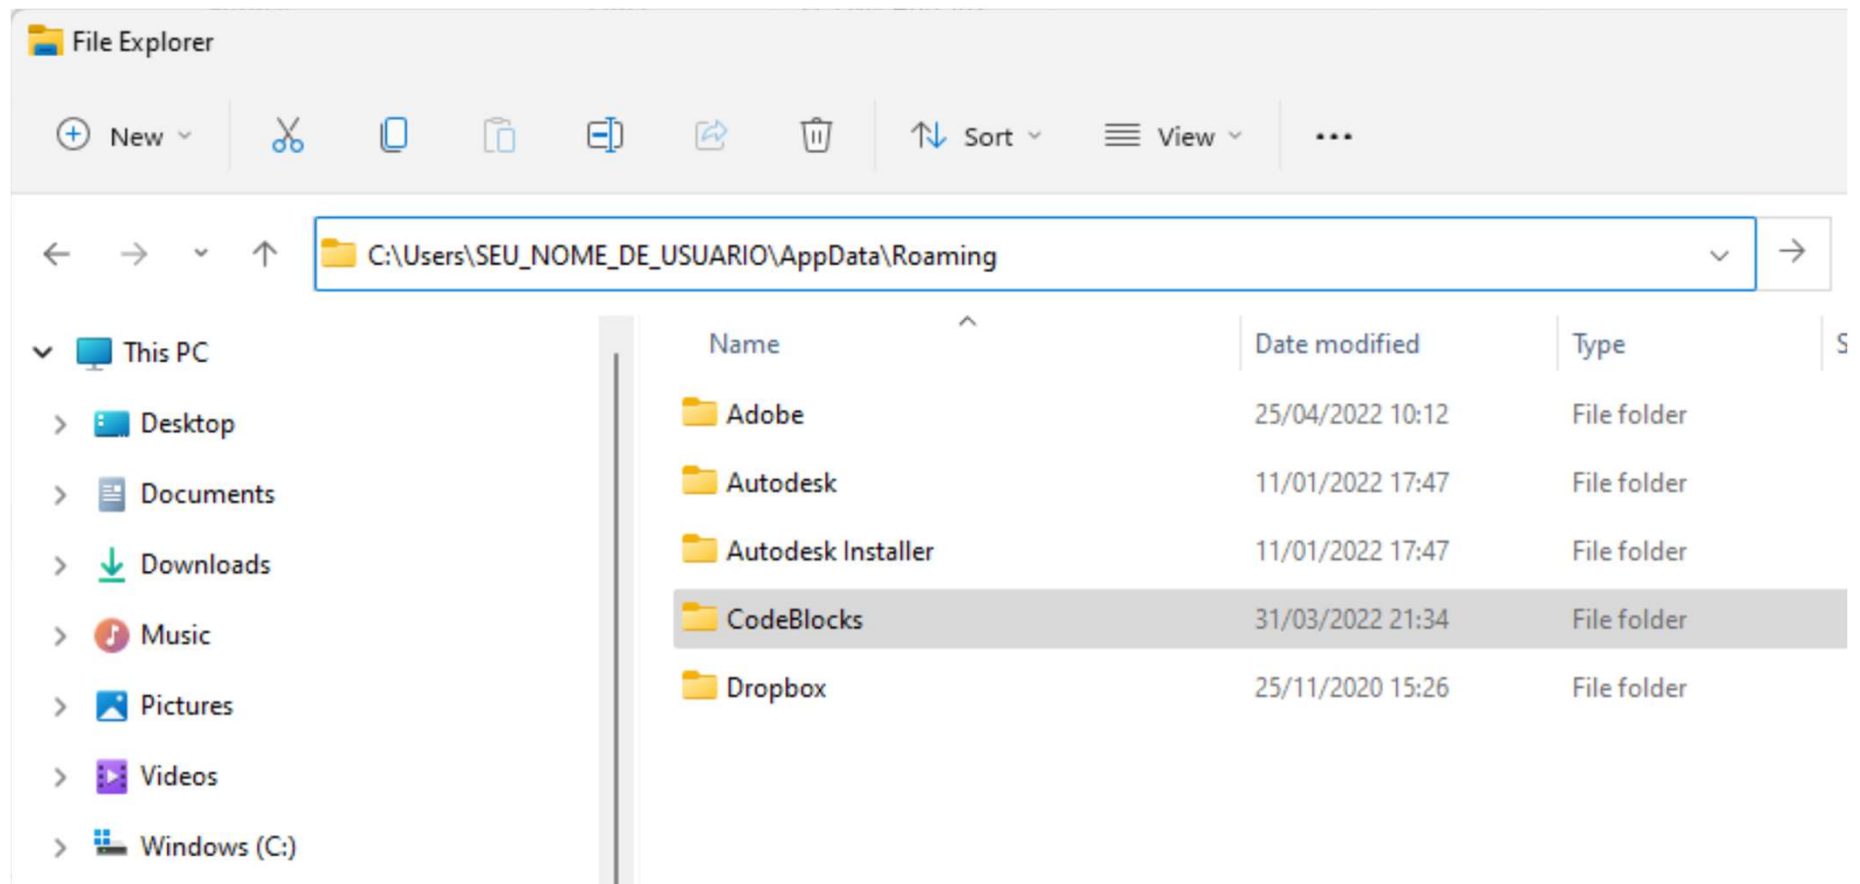 File Explorer
New
Sort
View
C:\Users\SEU_NOME_DE_USUARIO\AppData\Roaming
This PC
Desktop
Documents
Downloads
Music
Pictures
Videos
Windows (C:)
Name Date modified Type S
Adobe 25/04/2022 10:12 File folder
Autodesk 11/01/2022 17:47 File folder
Autodesk Installer 11/01/2022 17:47 File folder
CodeBlocks 31/03/2022 21:34 File folder
Dropbox 25/11/2020 15:26 File folder